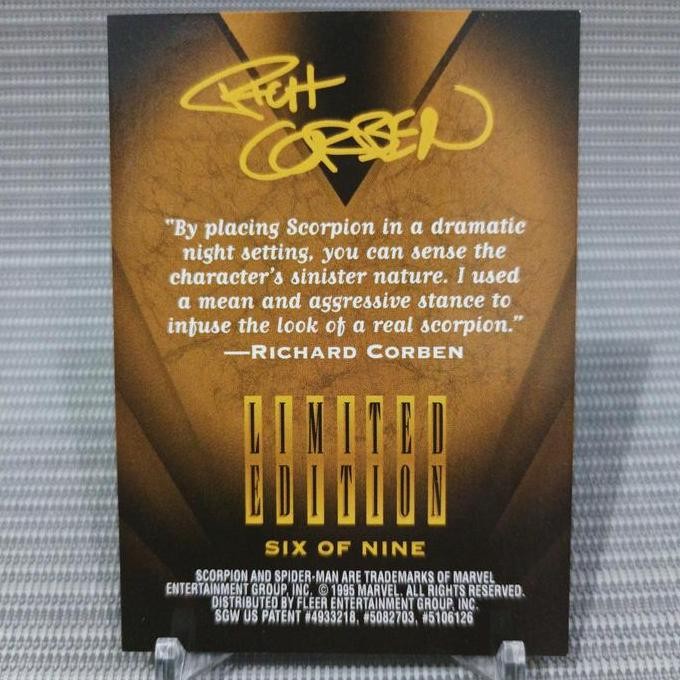 RICH
CORBEN
"By placing Scorpion in a dramatic
night setting, you can sense the
character's sinister nature. I used
a mean and aggressive stance to
infuse the look of a real scorpion."
—RICHARD CORBEN
LIMITED
EDITION
SIX OF NINE
SCORPION AND SPIDER-MAN ARE TRADEMARKS OF MARVEL
ENTERTAINMENT GROUP, INC. © 1995 MARVEL. ALL RIGHTS RESERVED.
DISTRIBUTED BY FLEER ENTERTAINMENT GROUP, INC.
SGW US PATENT #4933218, #5082703, #5106126